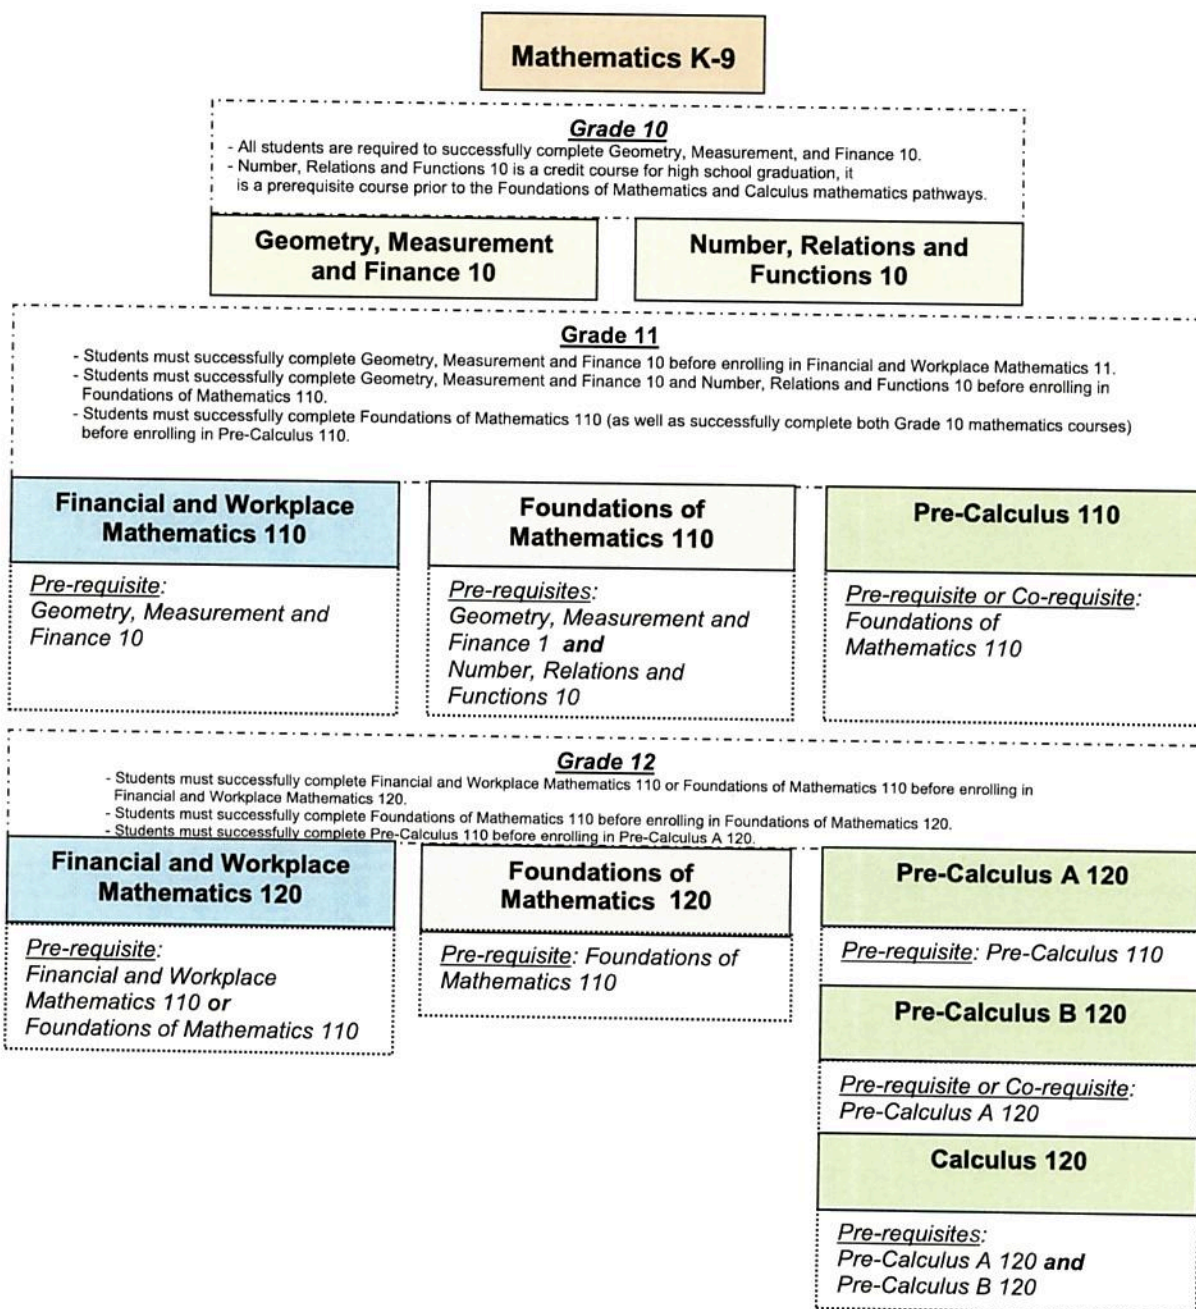 Mathematics K-9
Grade 10
- All students are required to successfully complete Geometry, Measurement, and Finance 10.
- Number, Relations and Functions 10 is a credit course for high school graduation, it
is a prerequisite course prior to the Foundations of Mathematics and Calculus mathematics pathways.
Geometry, Measurement
and Finance 10
Number, Relations and
Functions 10
Grade 11
- Students must successfully complete Geometry, Measurement and Finance 10 before enrolling in Financial and Workplace Mathematics 11.
- Students must successfully complete Geometry, Measurement and Finance 10 and Number, Relations and Functions 10 before enrolling in
Foundations of Mathematics 110.
- Students must successfully complete Foundations of Mathematics 110 (as well as successfully complete both Grade 10 mathematics courses)
before enrolling in Pre-Calculus 110.
Financial and Workplace
Mathematics 110
Pre-requisite:
Geometry, Measurement and
Finance 10
Foundations of
Mathematics 110
Pre-requisites:
Geometry, Measurement and
Finance 1 and
Number, Relations and
Functions 10
Pre-Calculus 110
Pre-requisite or Co-requisite:
Foundations of
Mathematics 110
Grade 12
- Students must successfully complete Financial and Workplace Mathematics 110 or Foundations of Mathematics 110 before enrolling in
Financial and Workplace Mathematics 120.
- Students must successfully complete Foundations of Mathematics 110 before enrolling in Foundations of Mathematics 120.
- Students must successfully complete Pre-Calculus 110 before enrolling in Pre-Calculus A 120.
Financial and Workplace
Mathematics 120
Pre-requisite:
Financial and Workplace
Mathematics 110 or
Foundations of Mathematics 110
Foundations of
Mathematics 120
Pre-requisite: Foundations of
Mathematics 110
Pre-Calculus A 120
Pre-requisite: Pre-Calculus 110
Pre-Calculus B 120
Pre-requisite or Co-requisite:
Pre-Calculus A 120
Calculus 120
Pre-requisites:
Pre-Calculus A 120 and
Pre-Calculus B 120